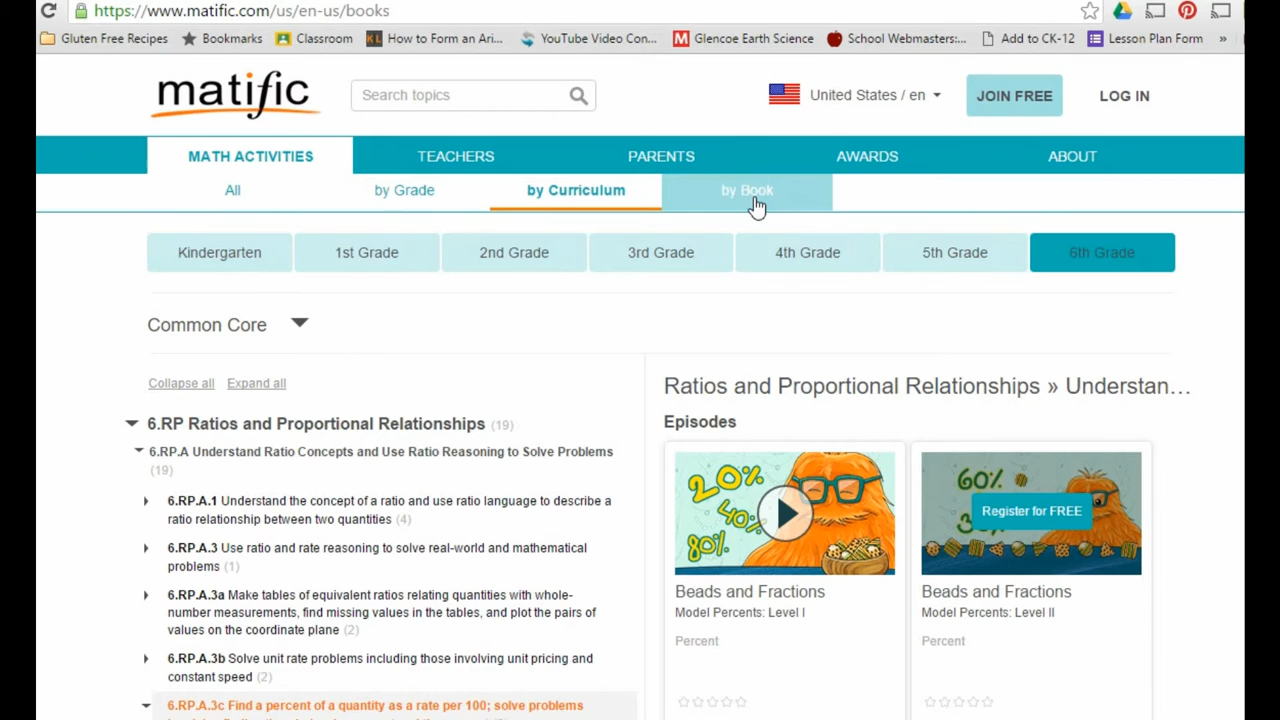 https://www.matific.com/us/en-us/books
Gluten Free Recipes Bookmarks Classroom KL How to Form an Ari... YouTube Video Con... M Glencoe Earth Science School Webmasters:... Add to CK-12 Lesson Plan Form »
matific Search topics United States / en JOIN FREE LOG IN
MATH ACTIVITIES TEACHERS PARENTS AWARDS ABOUT
All by Grade by Curriculum by Book
Kindergarten 1st Grade 2nd Grade 3rd Grade 4th Grade 5th Grade 6th Grade
Common Core
Collapse all Expand all
Ratios and Proportional Relationships » Understan...
Episodes
6.RP Ratios and Proportional Relationships (19)
6.RP.A Understand Ratio Concepts and Use Ratio Reasoning to Solve Problems
(19)
6.RP.A.1 Understand the concept of a ratio and use ratio language to describe a
ratio relationship between two quantities (4)
6.RP.A.3 Use ratio and rate reasoning to solve real-world and mathematical
problems (1)
6.RP.A.3a Make tables of equivalent ratios relating quantities with whole-
number measurements, find missing values in the tables, and plot the pairs of
values on the coordinate plane (2)
6.RP.A.3b Solve unit rate problems including those involving unit pricing and
constant speed (2)
6.RP.A.3c Find a percent of a quantity as a rate per 100; solve problems
20%
40%
80%
Beads and Fractions
Model Percents: Level I
Percent
60%
Register for FREE
Beads and Fractions
Model Percents: Level II
Percent